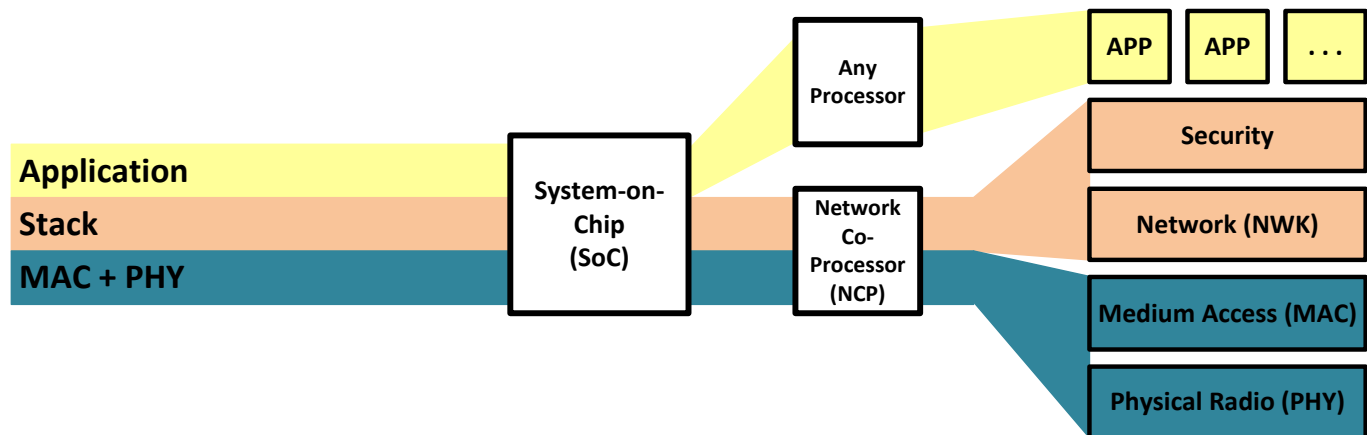 Application
Stack
MAC + PHY
System-on-
Chip
(SoC)
Any
Processor
Network
Co-
Processor
(NCP)
APP
APP
. . .
Security
Network (NWK)
Medium Access (MAC)
Physical Radio (PHY)